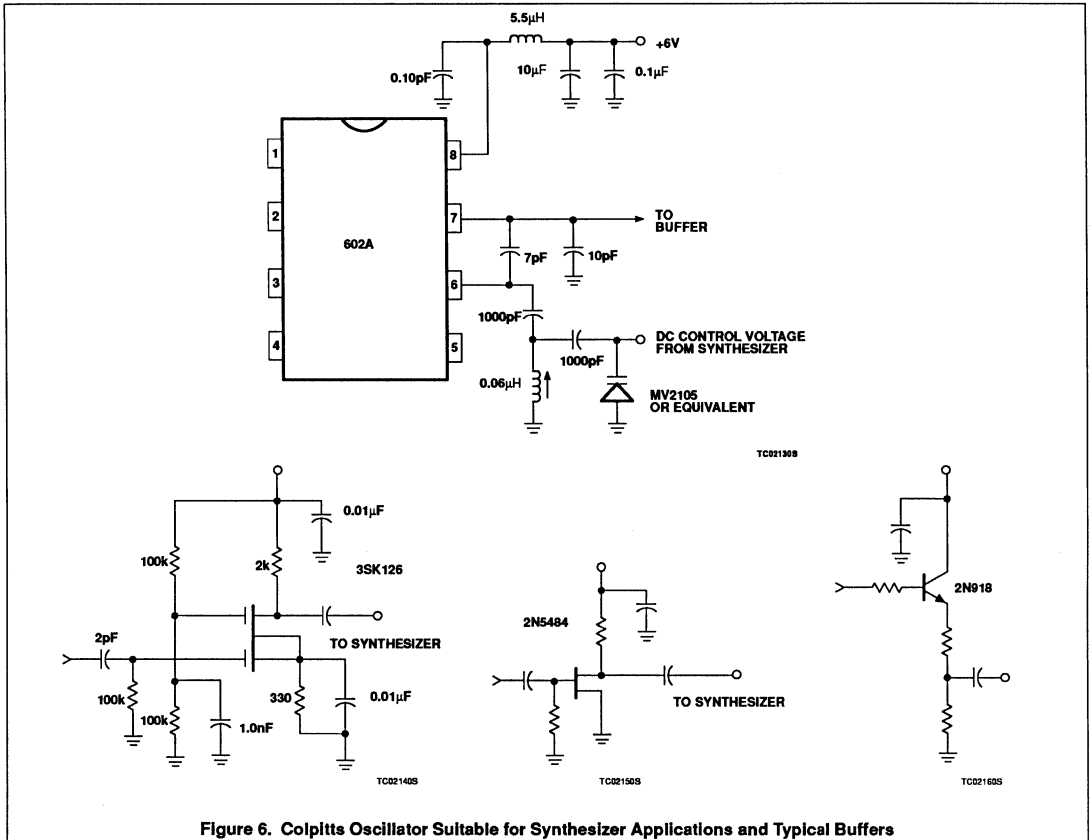 5.5µH
+6V
0.10pF
10µF
0.1µF
1
8
2
7
TO
BUFFER
602A
7pF
10pF
3
6
1000pF
DC CONTROL VOLTAGE
FROM SYNTHESIZER
4
5
1000pF
0.06µH
MV2105
OR EQUIVALENT
TC02130S
0.01µF
100k
2k
3SK126
TO SYNTHESIZER
2pF
100k
100k
1.0nF
330
0.01µF
TC02140S
2N5484
TO SYNTHESIZER
TC02150S
2N918
TC02160S
Figure 6. Colpitts Oscillator Suitable for Synthesizer Applications and Typical Buffers